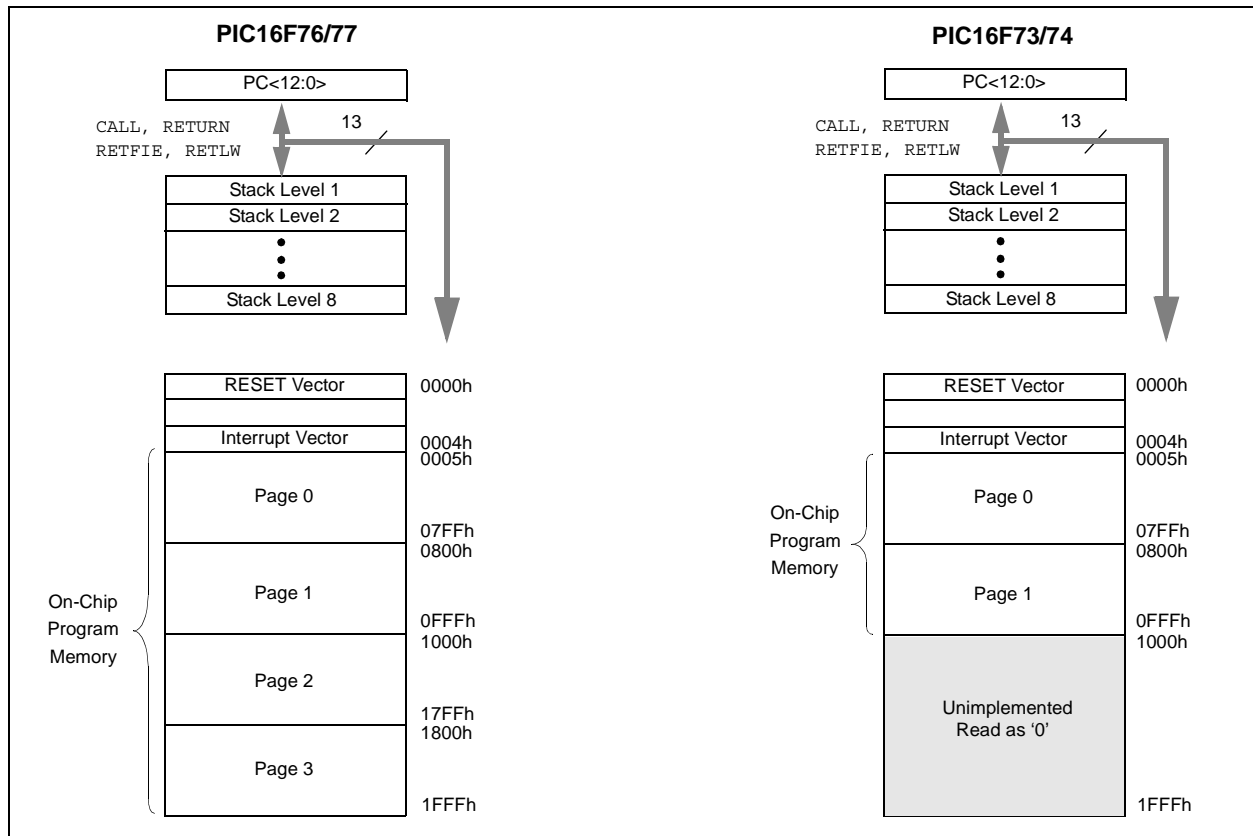 PIC16F76/77
PC<12:0>
CALL, RETURN
RETFIE, RETLW
13
Stack Level 1
Stack Level 2
Stack Level 8
RESET Vector
0000h
Interrupt Vector
0004h
0005h
Page 0
07FFh
0800h
Page 1
0FFFh
1000h
Page 2
17FFh
1800h
Page 3
1FFFh
On-Chip
Program
Memory
PIC16F73/74
PC<12:0>
CALL, RETURN
RETFIE, RETLW
13
Stack Level 1
Stack Level 2
Stack Level 8
RESET Vector
0000h
Interrupt Vector
0004h
0005h
Page 0
07FFh
0800h
Page 1
0FFFh
1000h
On-Chip
Program
Memory
Unimplemented
Read as ‘0’
1FFFh